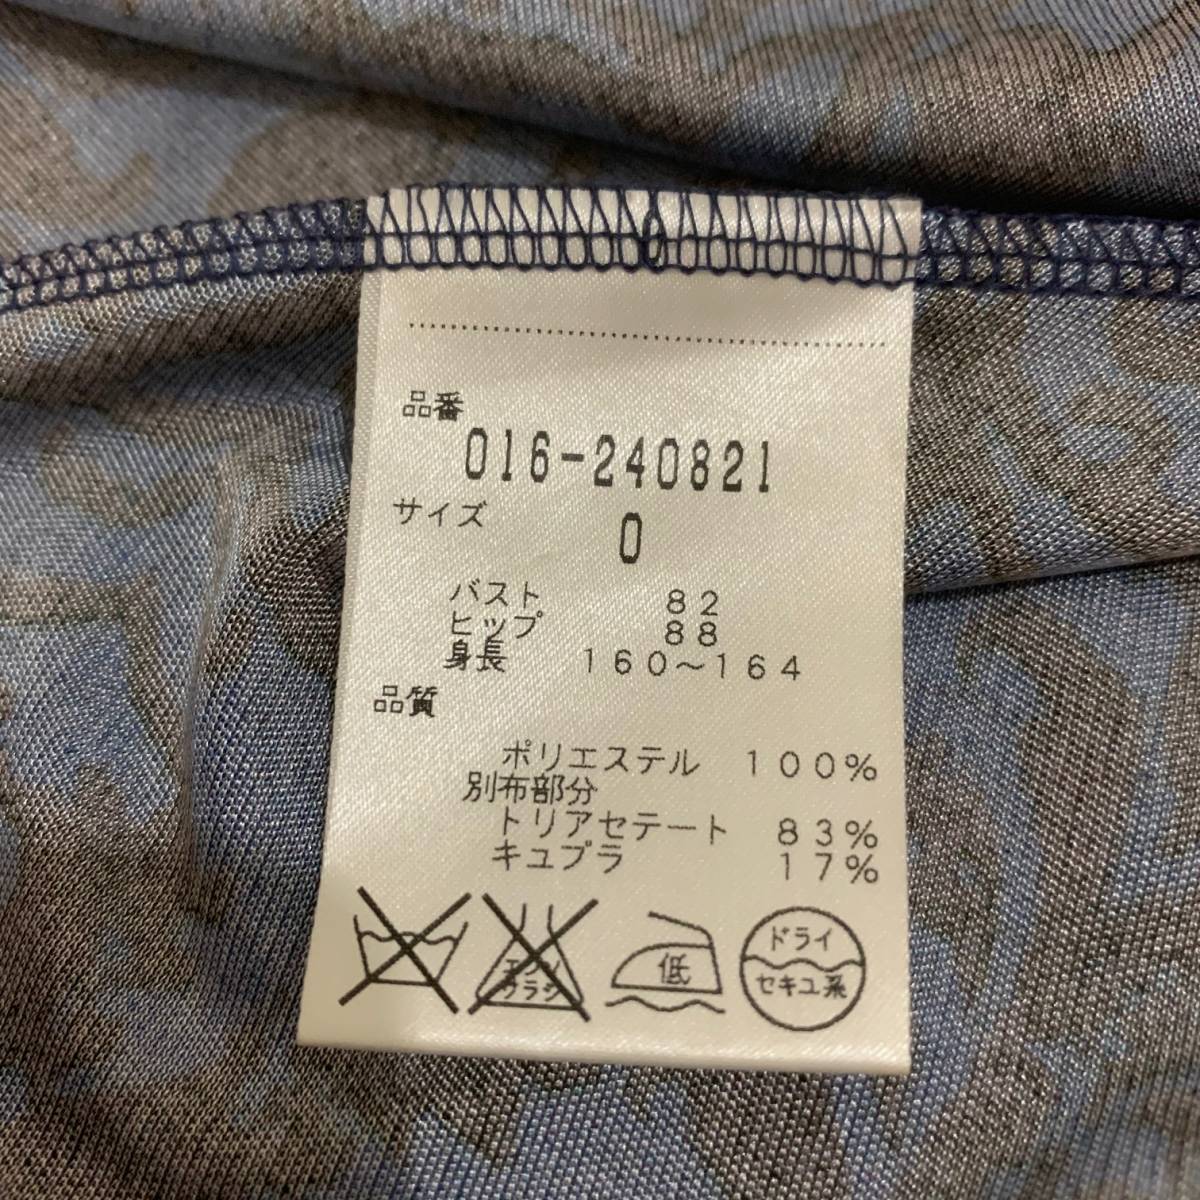 品番
016-240821
サイズ
0
バスト 82
ヒップ 88
身長 160～164
品質
ポリエステル 100%
別布部分
トリアセテート 83%
キュプラ 17%
エンソ
サラシ
低
ドライ
セキユ系